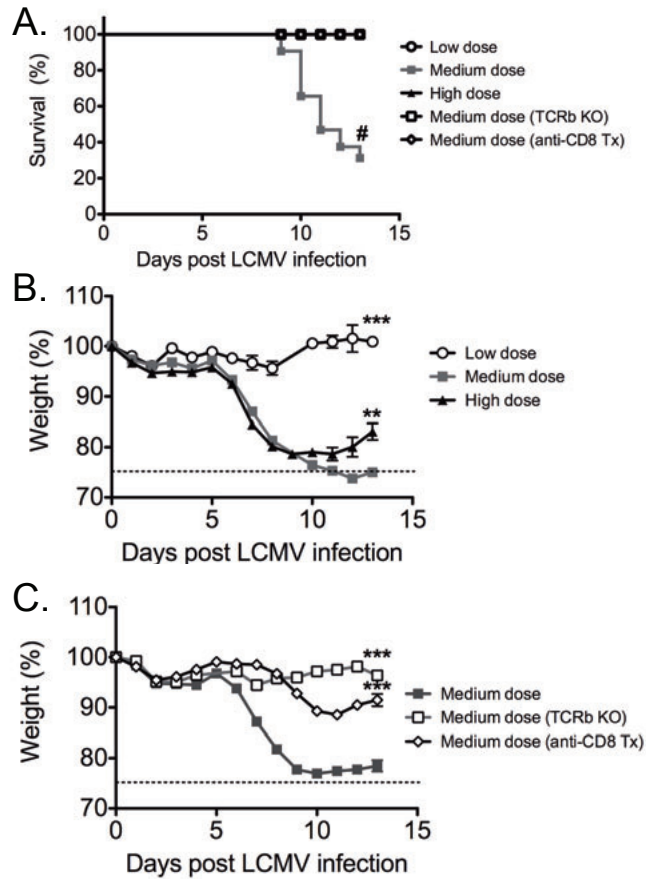 A.
Survival (%)
100
80
60
40
20
0
#
0 5 10 15
Days post LCMV infection
Low dose
Medium dose
High dose
Medium dose (TCRb KO)
Medium dose (anti-CD8 Tx)
B.
Weight (%)
110
100
90
80
70
***
**
0 5 10 15
Days post LCMV infection
Low dose
Medium dose
High dose
C.
Weight (%)
110
100
90
80
70
***
***
0 5 10 15
Days post LCMV infection
Medium dose
Medium dose (TCRb KO)
Medium dose (anti-CD8 Tx)